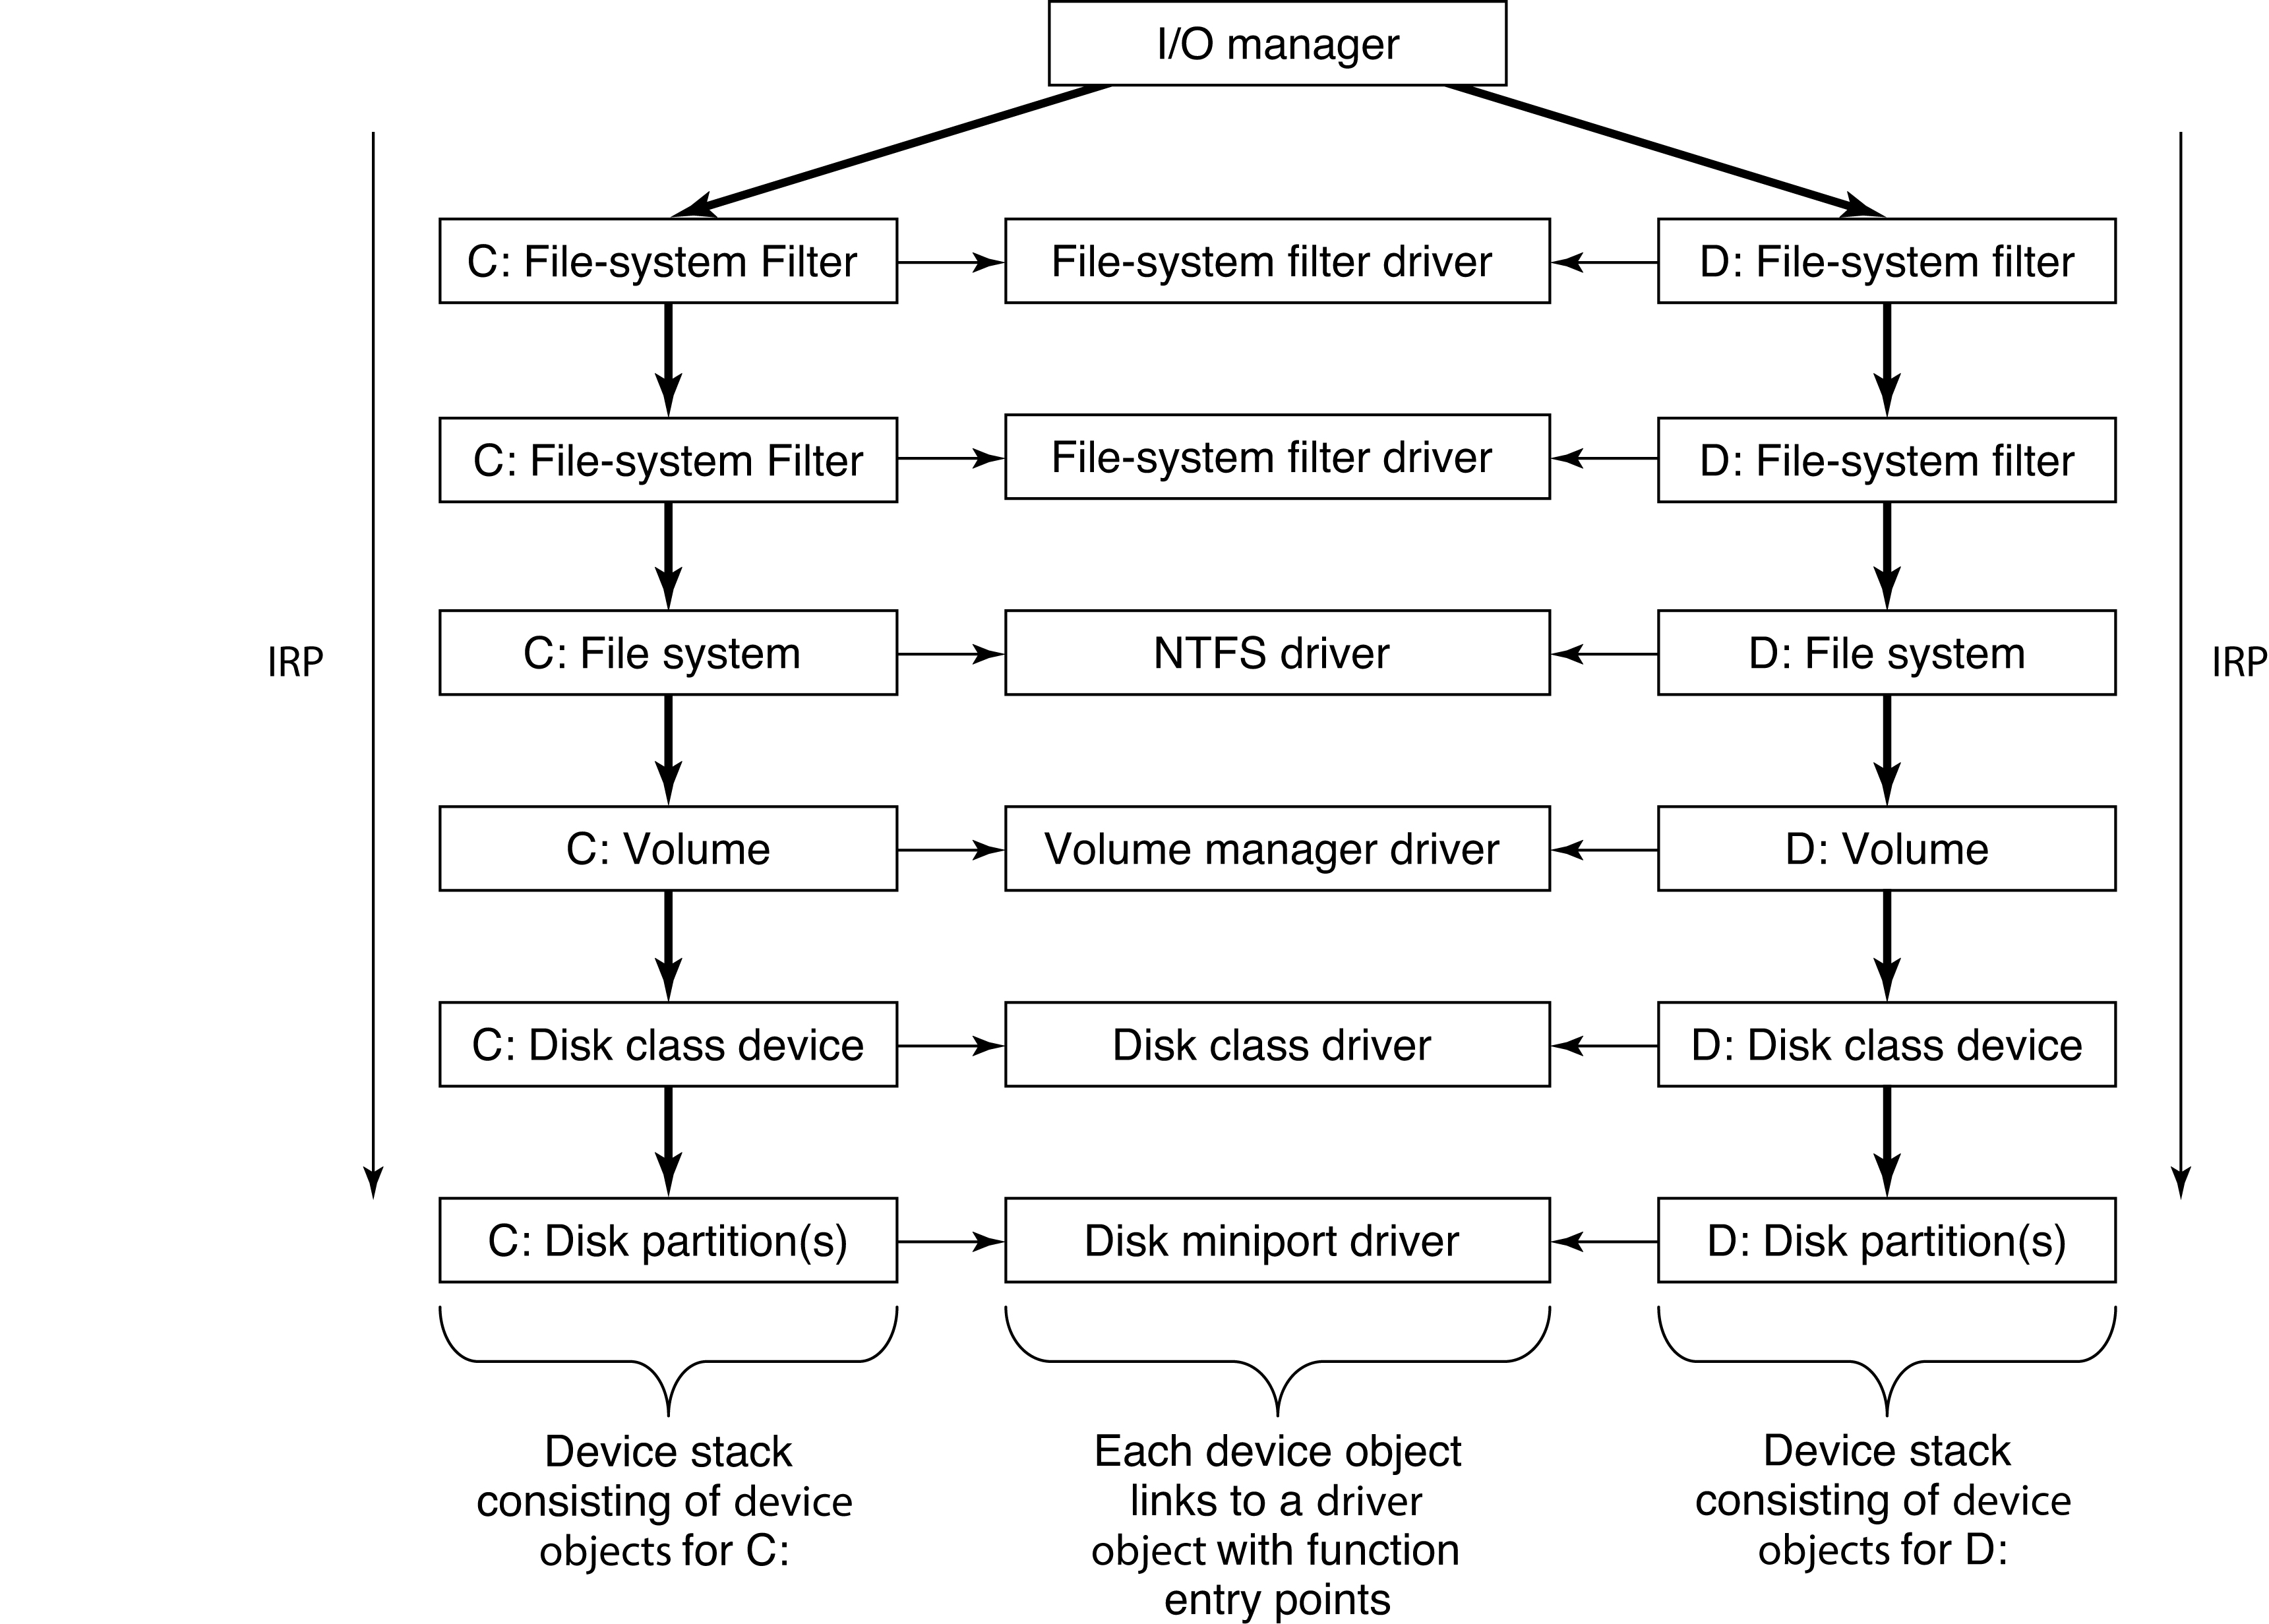 I/O manager
C: File-system Filter
File-system filter driver
D: File-system filter
C: File-system Filter
File-system filter driver
D: File-system filter
IRP
C: File system
NTFS driver
D: File system
IRP
C: Volume
Volume manager driver
D: Volume
C: Disk class device
Disk class driver
D: Disk class device
C: Disk partition(s)
Disk miniport driver
D: Disk partition(s)
Device stack
consisting of device
objects for C:
Each device object
links to a driver
object with function
entry points
Device stack
consisting of device
objects for D: